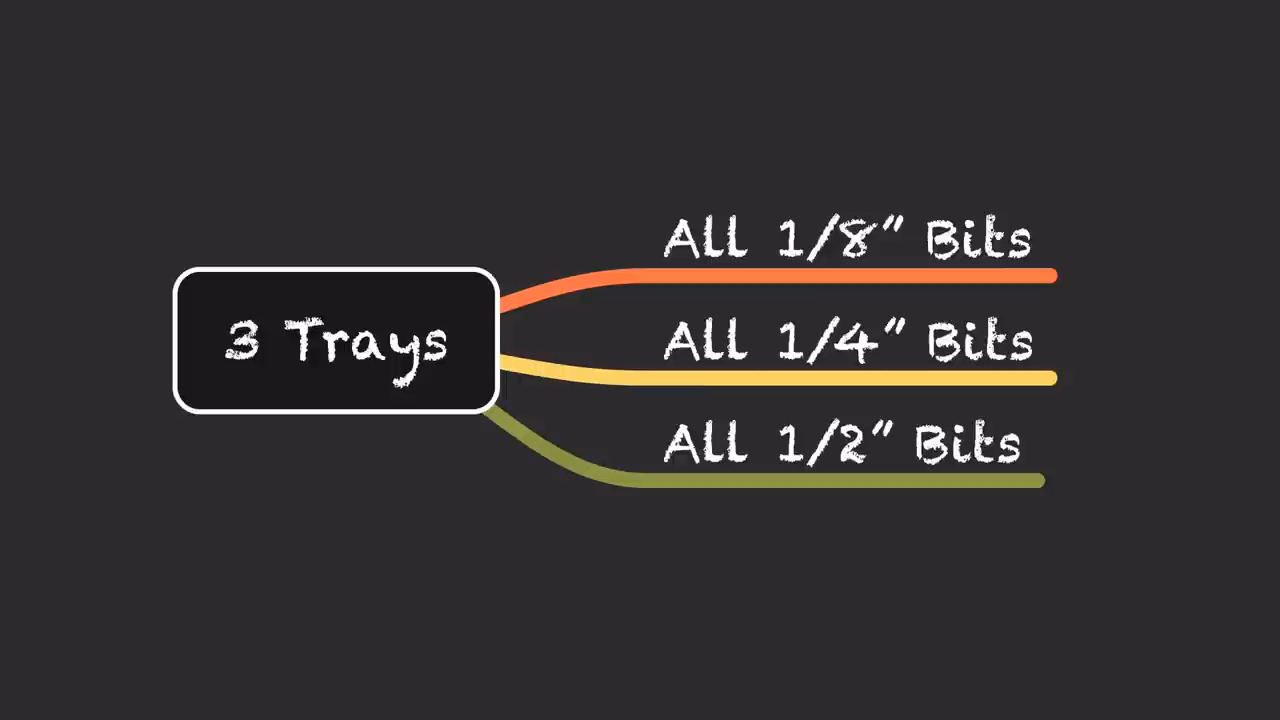 3 Trays
All 1/8” Bits
All 1/4” Bits
All 1/2” Bits